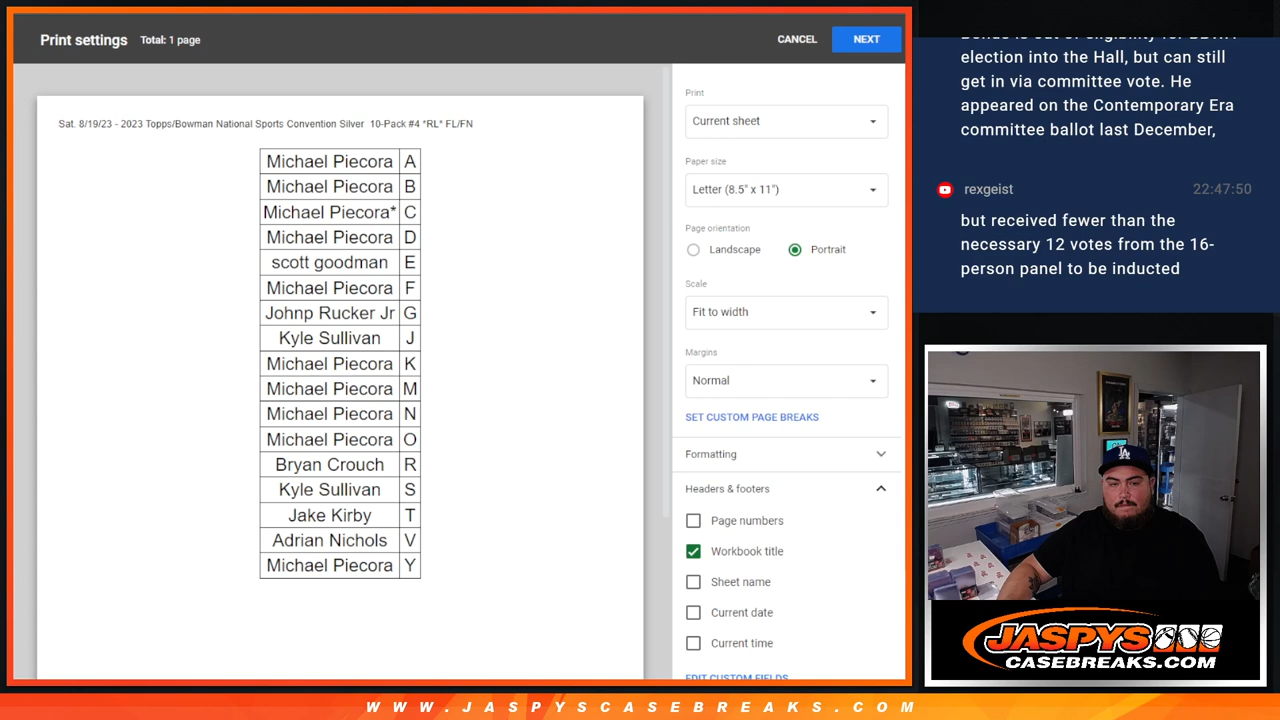 Print settings Total: 1 page
CANCEL NEXT
Sat. 8/19/23 - 2023 Topps/Bowman National Sports Convention Silver 10-Pack #4 *RL* FL/FN
Michael Piecora A
Michael Piecora B
Michael Piecora* C
Michael Piecora D
scott goodman E
Michael Piecora F
Johnp Rucker Jr G
Kyle Sullivan J
Michael Piecora K
Michael Piecora M
Michael Piecora N
Michael Piecora O
Bryan Crouch R
Kyle Sullivan S
Jake Kirby T
Adrian Nichols V
Michael Piecora Y
Print
Current sheet
Paper size
Letter (8.5" x 11")
Page orientation
Landscape Portrait
Scale
Fit to width
Margins
Normal
SET CUSTOM PAGE BREAKS
Formatting
Headers & footers
Page numbers
Workbook title
Sheet name
Current date
Current time
EDIT CUSTOM FIELDS
election into the Hall, but can still
get in via committee vote. He
appeared on the Contemporary Era
committee ballot last December,
rexgeist 22:47:50
but received fewer than the
necessary 12 votes from the 16-
person panel to be inducted
LA
JASPYS
CASEBREAKS.COM
WWW.JASPYSCASEBREAKS.COM